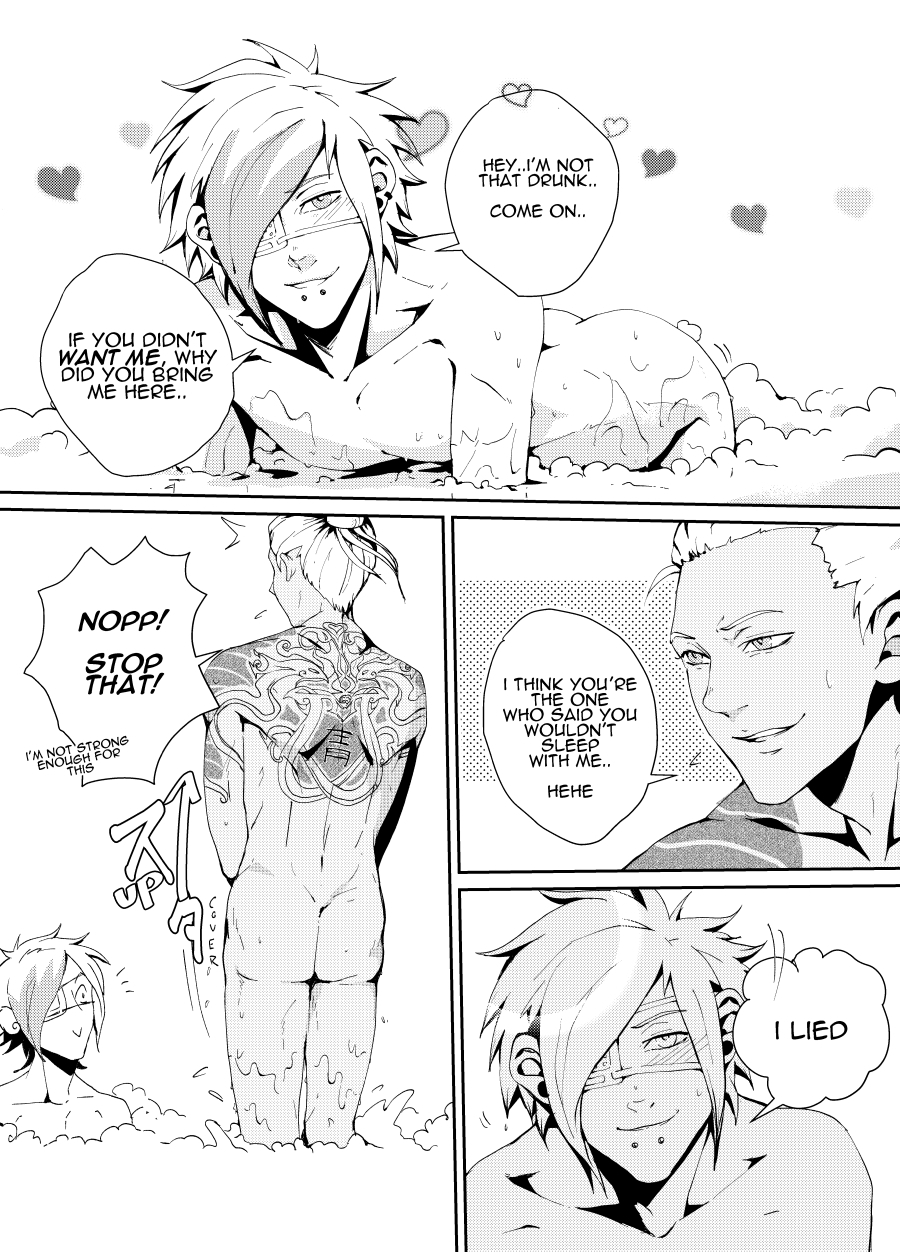 HEY..I'M NOT
THAT DRUNK..
COME ON..
IF YOU DIDN'T
WANT ME, WHY
DID YOU BRING
ME HERE..
NOPP!
STOP
THAT!
I'M NOT STRONG
ENOUGH FOR
THIS
UP
COVER
青
I THINK YOU'RE
THE ONE
WHO SAID YOU
WOULDN'T
SLEEP
WITH ME..
HEHE
I LIED